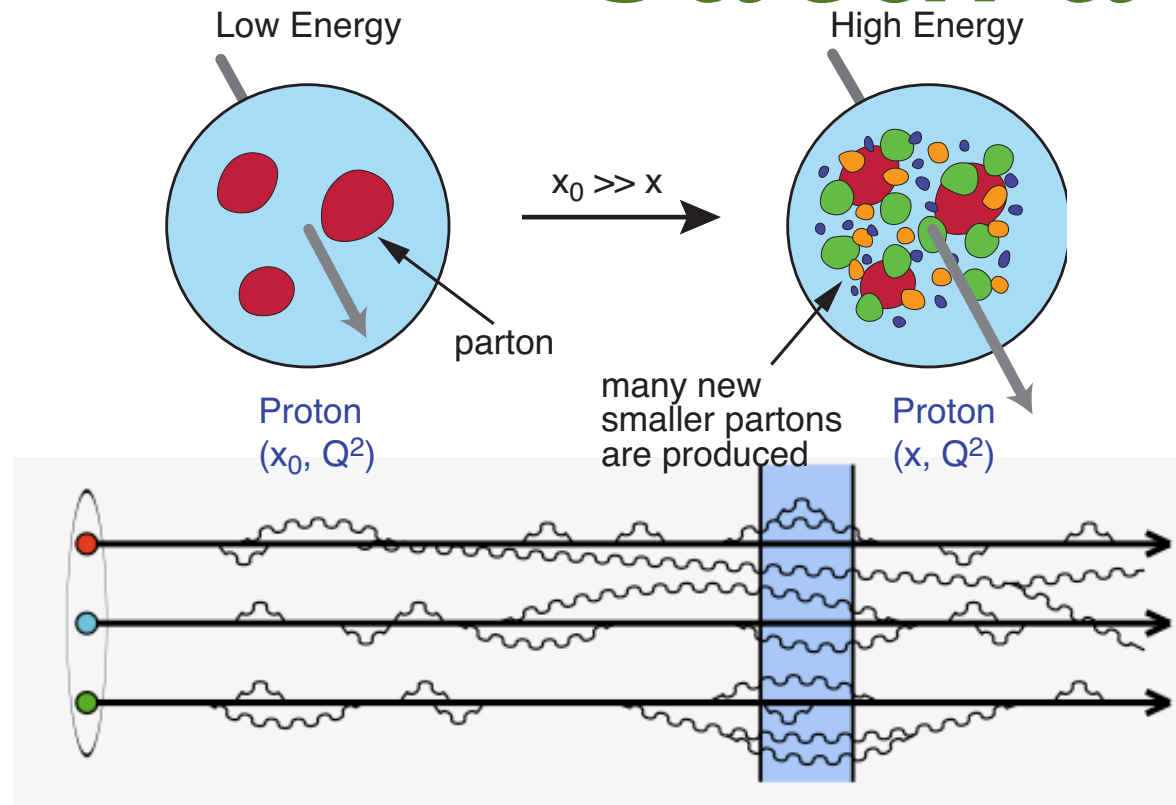 Low Energy
High Energy
x₀ >> x
parton
many new
smaller partons
are produced
Proton
(x₀, Q²)
Proton
(x, Q²)